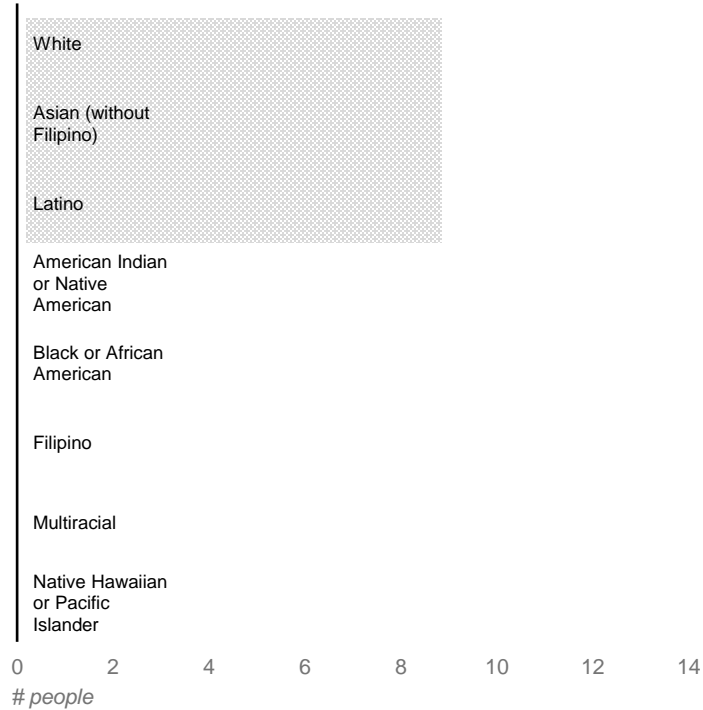 White
Asian (without
Filipino)
Latino
American Indian
or Native
American
Black or African
American
Filipino
Multiracial
Native Hawaiian
or Pacific
Islander
0 2 4 6 8 10 12 14
# people